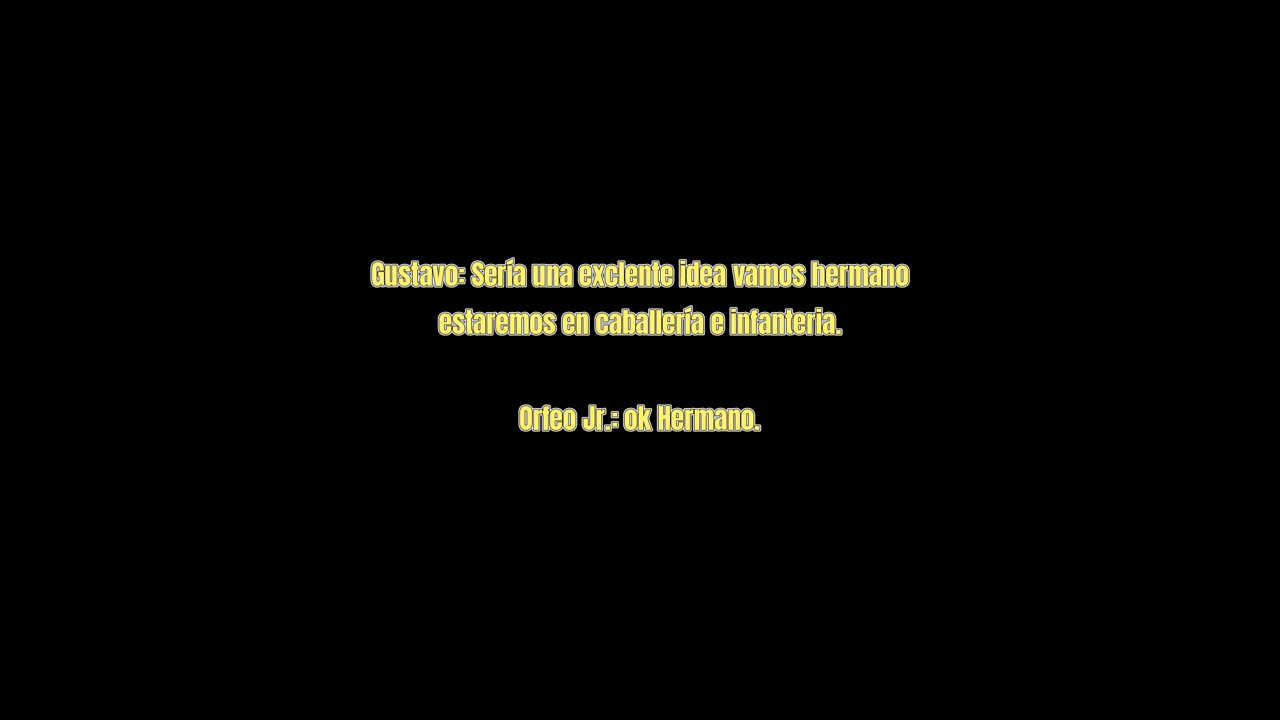 Gustavo: Sería una exclente idea vamos hermano
estaremos en caballería e infanteria.
Orfeo Jr.: ok Hermano.